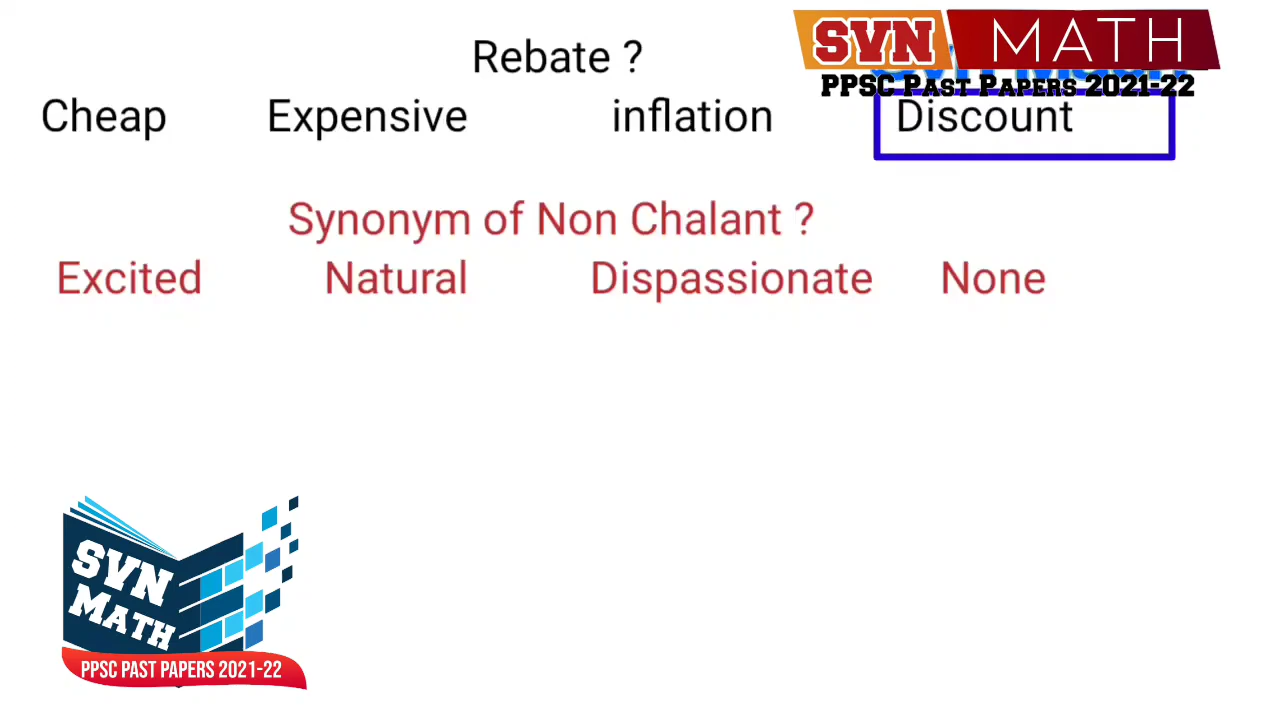 SVN MATH
PPSC PAST PAPERS 2021-22
Rebate ?
Cheap Expensive inflation Discount
Synonym of Non Chalant ?
Excited Natural Dispassionate None
SVN
MATH
PPSC PAST PAPERS 2021-22